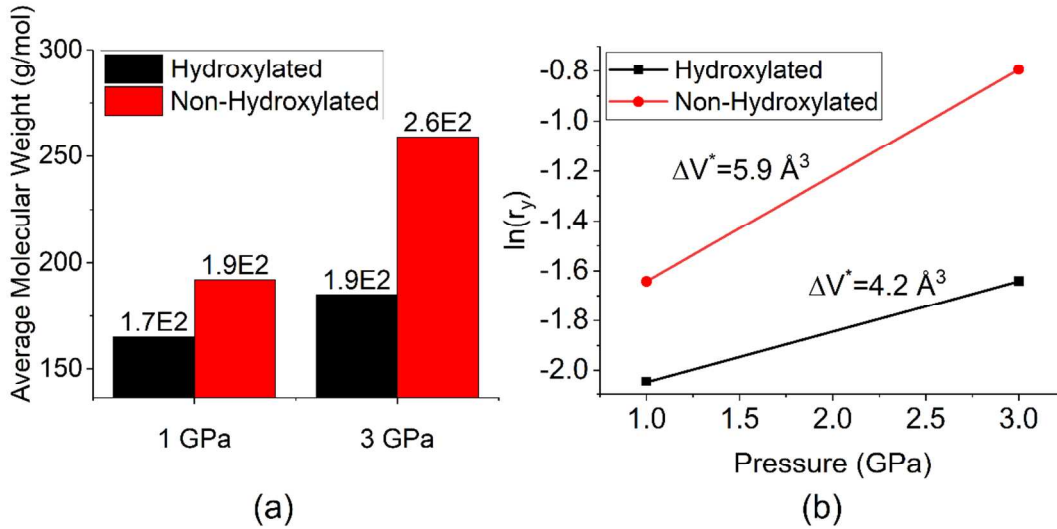 Average Molecular Weight (g/mol)
300
250
200
150
Hydroxylated
Non-Hydroxylated
1.7E2
1.9E2
1.9E2
2.6E2
1 GPa
3 GPa
(a)
ln(r_y)
-0.8
-1.0
-1.2
-1.4
-1.6
-1.8
-2.0
Hydroxylated
Non-Hydroxylated
ΔV*=5.9 Å³
ΔV*=4.2 Å³
1.0 1.5 2.0 2.5 3.0
Pressure (GPa)
(b)